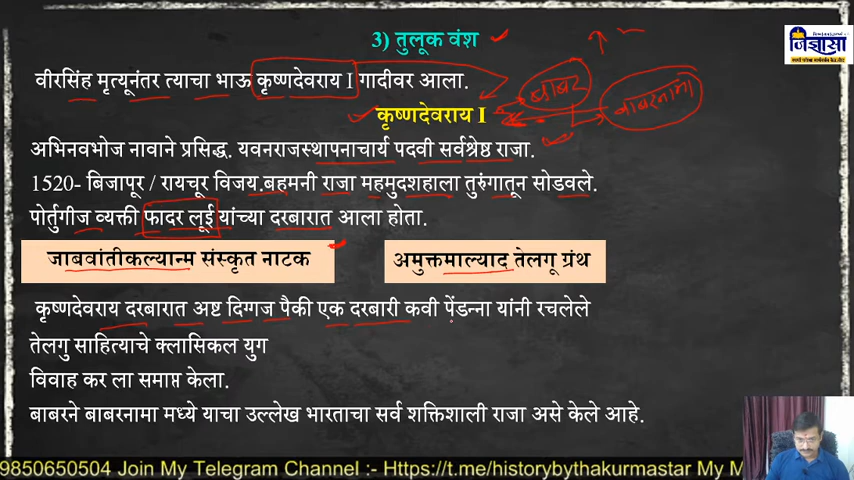 3) तुलूक वंश
जिज्ञासा
वीरसिंह मृत्यूनंतर त्याचा भाऊ कृष्णदेवराय I गादीवर आला.
बाबर
बाबरनामा
कृष्णदेवराय I
अभिनवभोज नावाने प्रसिद्ध. यवनराजस्थापनाचार्य पदवी सर्वश्रेष्ठ राजा.
1520- बिजापूर / रायचूर विजय.बहमनी राजा महमुदशहाला तुरुंगातून सोडवले.
पोर्तुगीज व्यक्ती फादर लूई यांच्या दरबारात आला होता.
जाबवांतीकल्यान्म संस्कृत नाटक
अमुक्तमाल्याद तेलगू ग्रंथ
कृष्णदेवराय दरबारात अष्ट दिग्गज पैकी एक दरबारी कवी पेंडन्ना यांनी रचलेले
तेलगु साहित्याचे क्लासिकल युग
विवाह कर ला समाप्त केला.
बाबरने बाबरनामा मध्ये याचा उल्लेख भारताचा सर्व शक्तिशाली राजा असे केले आहे.
9850650504 Join My Telegram Channel :- Https://t.me/historybythakurmastar My M